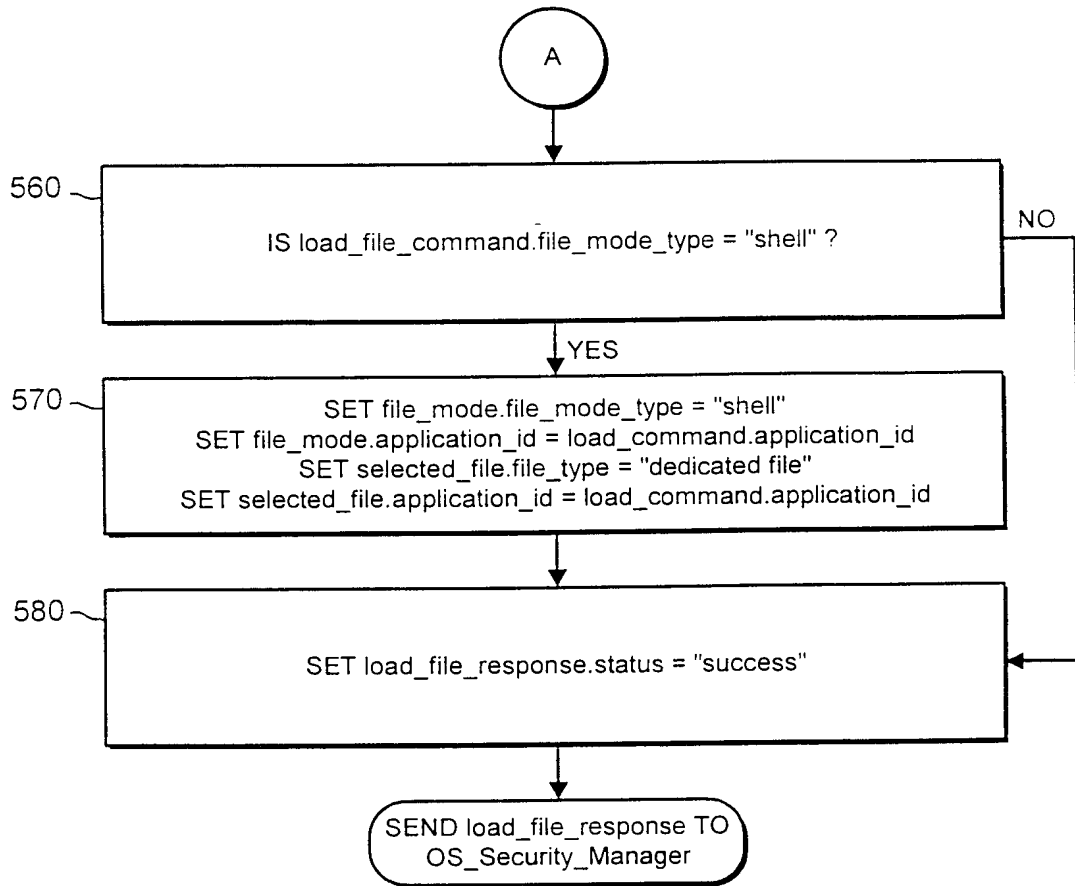 A
560
IS load_file_command.file_mode_type = "shell" ?
NO
YES
570
SET file_mode.file_mode_type = "shell"
SET file_mode.application_id = load_command.application_id
SET selected_file.file_type = "dedicated file"
SET selected_file.application_id = load_command.application_id
580
SET load_file_response.status = "success"
SEND load_file_response TO
OS_Security_Manager